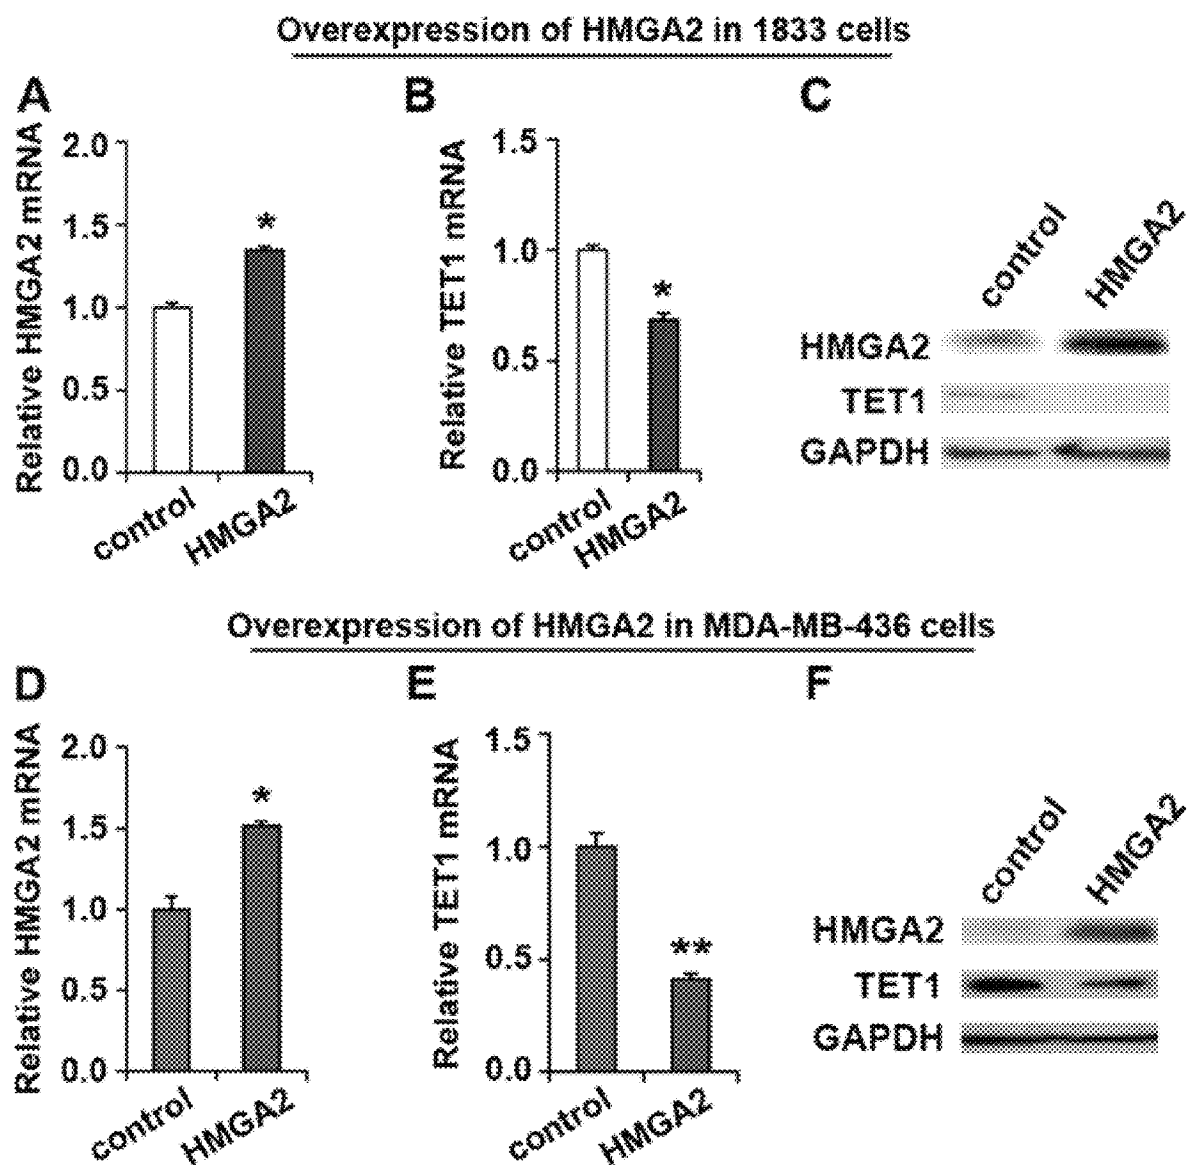 Overexpression of HMGA2 in 1833 cells
A
Relative HMGA2 mRNA
2.0
1.5
1.0
0.5
0.0
*
control
HMGA2
B
Relative TET1 mRNA
1.5
1.0
0.5
0.0
*
control
HMGA2
C
control
HMGA2
HMGA2
TET1
GAPDH
Overexpression of HMGA2 in MDA-MB-436 cells
D
Relative HMGA2 mRNA
2.0
1.5
1.0
0.5
0.0
*
control
HMGA2
E
Relative TET1 mRNA
1.5
1.0
0.5
0.0
**
control
HMGA2
F
control
HMGA2
HMGA2
TET1
GAPDH